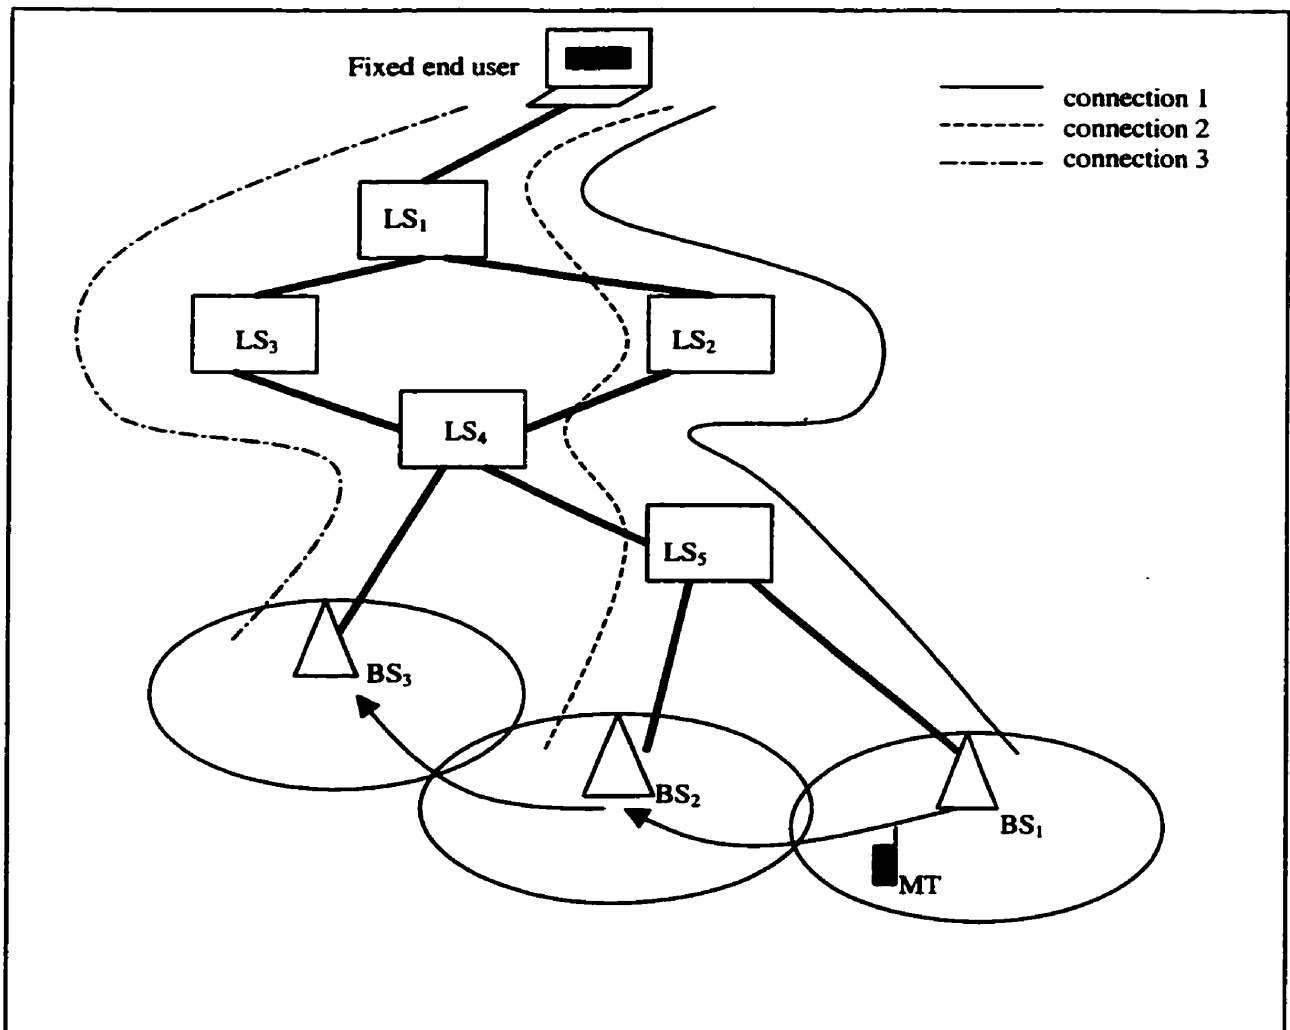 Fixed end user
connection 1
connection 2
connection 3
LS₁
LS₃
LS₂
LS₄
LS₅
BS₃
BS₂
BS₁
MT